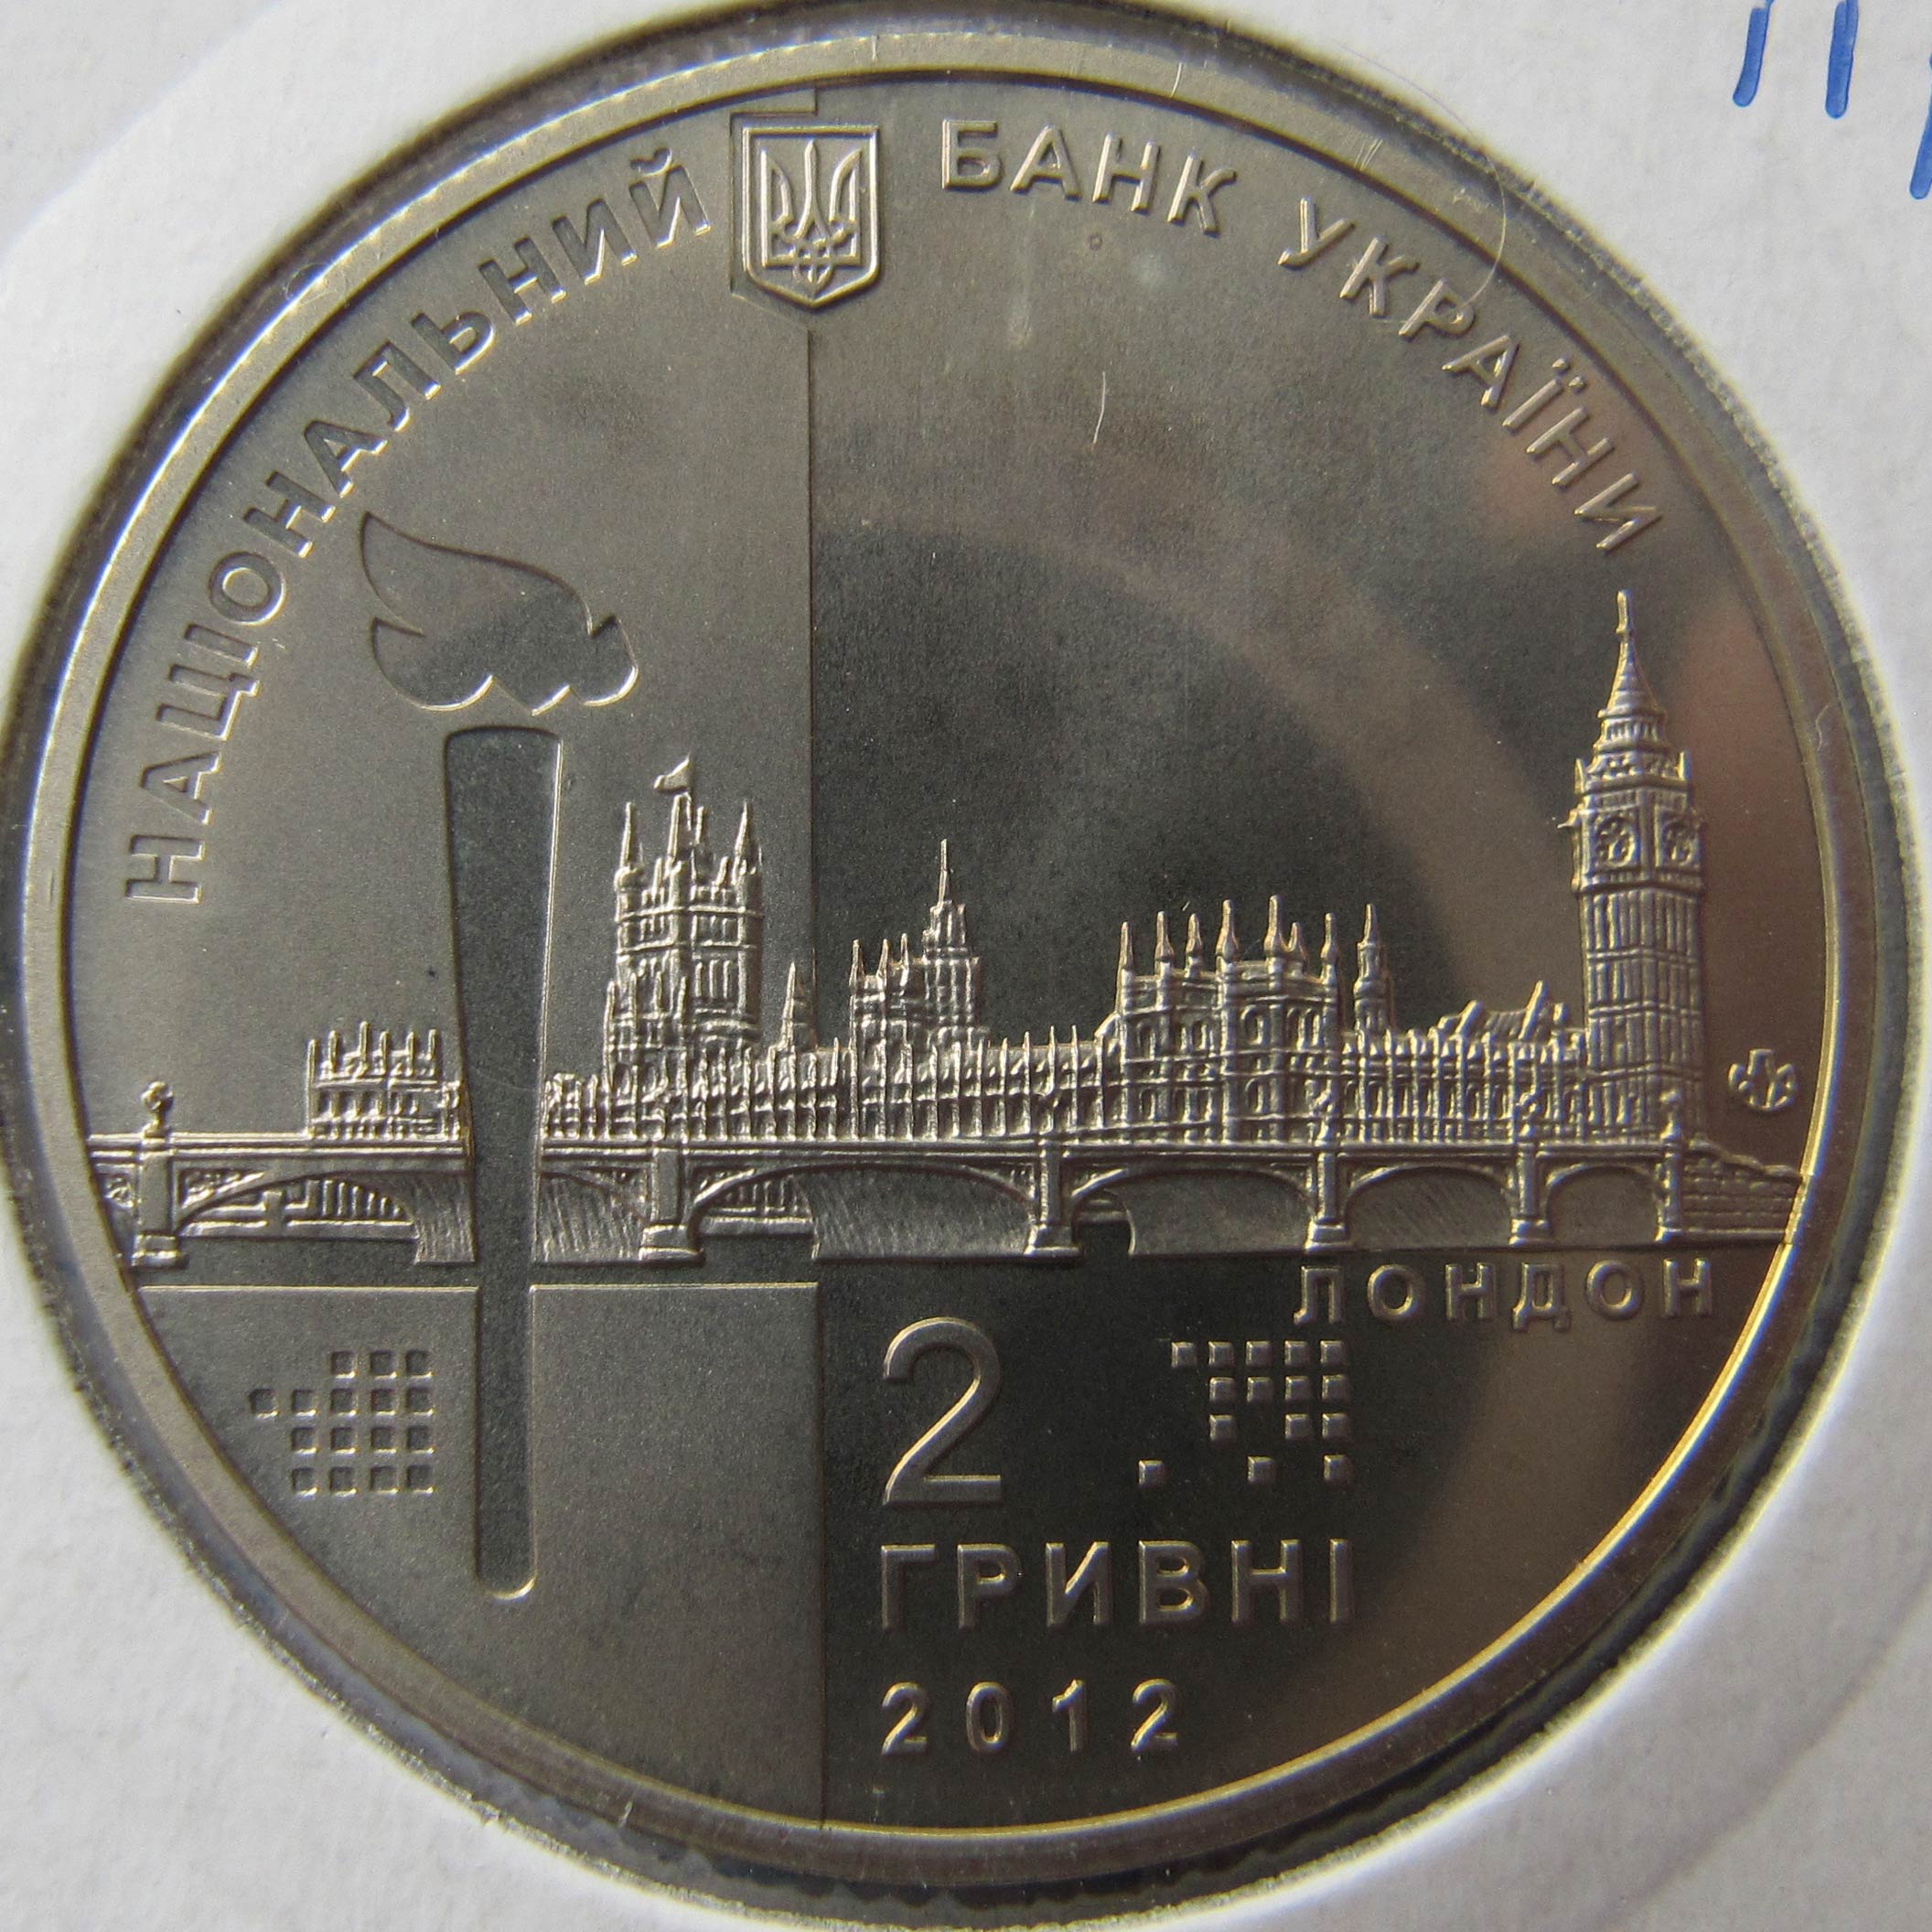 НАЦІОНАЛЬНИЙ БАНК УКРАЇНИ
ЛОНДОН
2
ГРИВНІ
2012